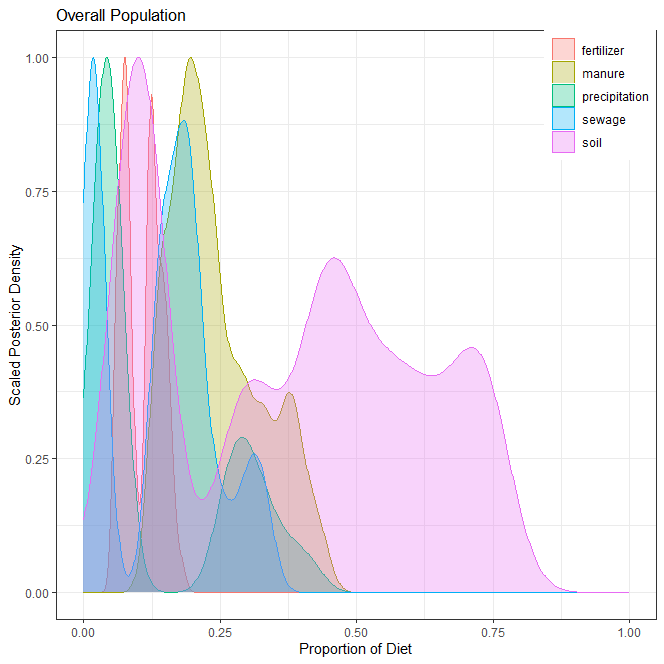 Overall Population
fertilizer
manure
precipitation
sewage
soil
1.00
0.75
0.50
0.25
0.00
Scaled Posterior Density
0.00 0.25 0.50 0.75 1.00
Proportion of Diet